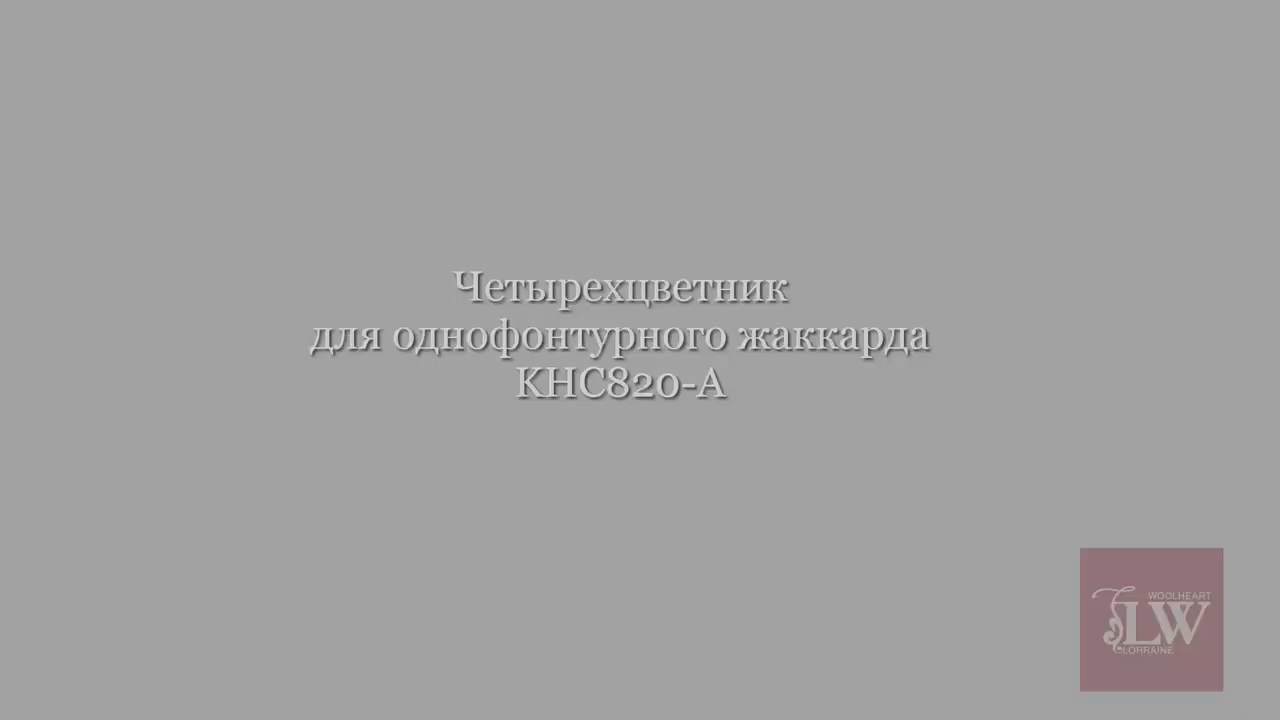 Четырехцветник
для однофонтурного жаккарда
KHC820-A
WOOLHEART
LW
LORRAINE